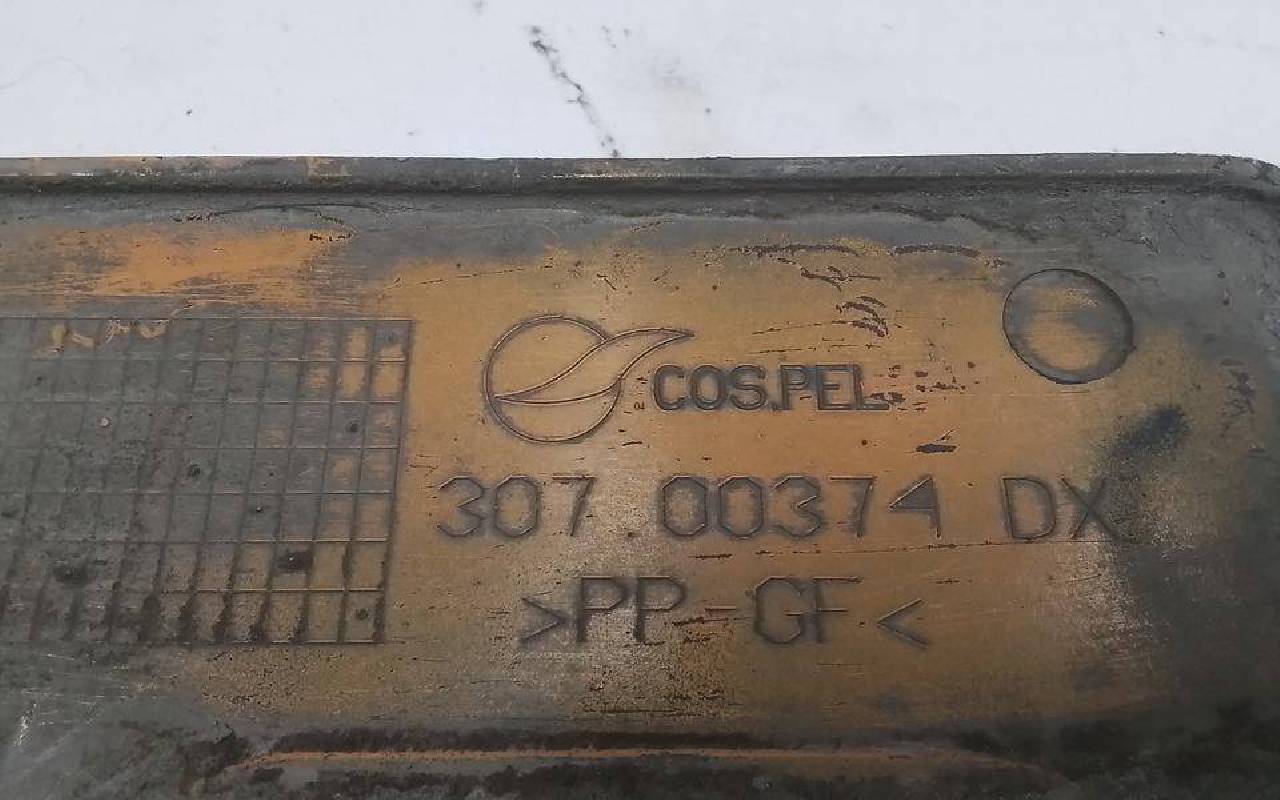 COS.PEL
307 00374 DX
>PP-GF<